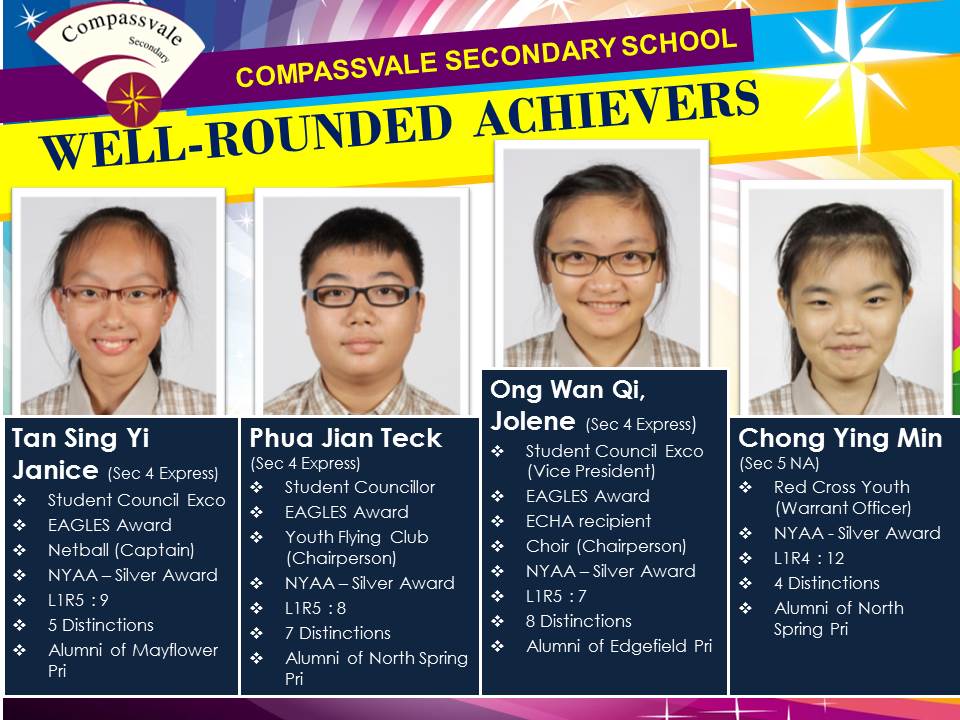 Compassvale
Secondary
COMPASSVALE SECONDARY SCHOOL
WELL-ROUNDED ACHIEVERS
Tan Sing Yi
Janice (Sec 4 Express)
❖ Student Council Exco
❖ EAGLES Award
❖ Netball (Captain)
❖ NYAA – Silver Award
❖ L1R5 : 9
❖ 5 Distinctions
❖ Alumni of Mayflower
Pri
Phua Jian Teck
(Sec 4 Express)
❖ Student Councillor
❖ EAGLES Award
❖ Youth Flying Club
(Chairperson)
❖ NYAA – Silver Award
❖ L1R5 : 8
❖ 7 Distinctions
❖ Alumni of North Spring
Pri
Ong Wan Qi,
Jolene (Sec 4 Express)
❖ Student Council Exco
(Vice President)
❖ EAGLES Award
❖ ECHA recipient
❖ Choir (Chairperson)
❖ NYAA – Silver Award
❖ L1R5 : 7
❖ 8 Distinctions
❖ Alumni of Edgefield Pri
Chong Ying Min
(Sec 5 NA)
❖ Red Cross Youth
(Warrant Officer)
❖ NYAA - Silver Award
❖ L1R4 : 12
❖ 4 Distinctions
❖ Alumni of North
Spring Pri